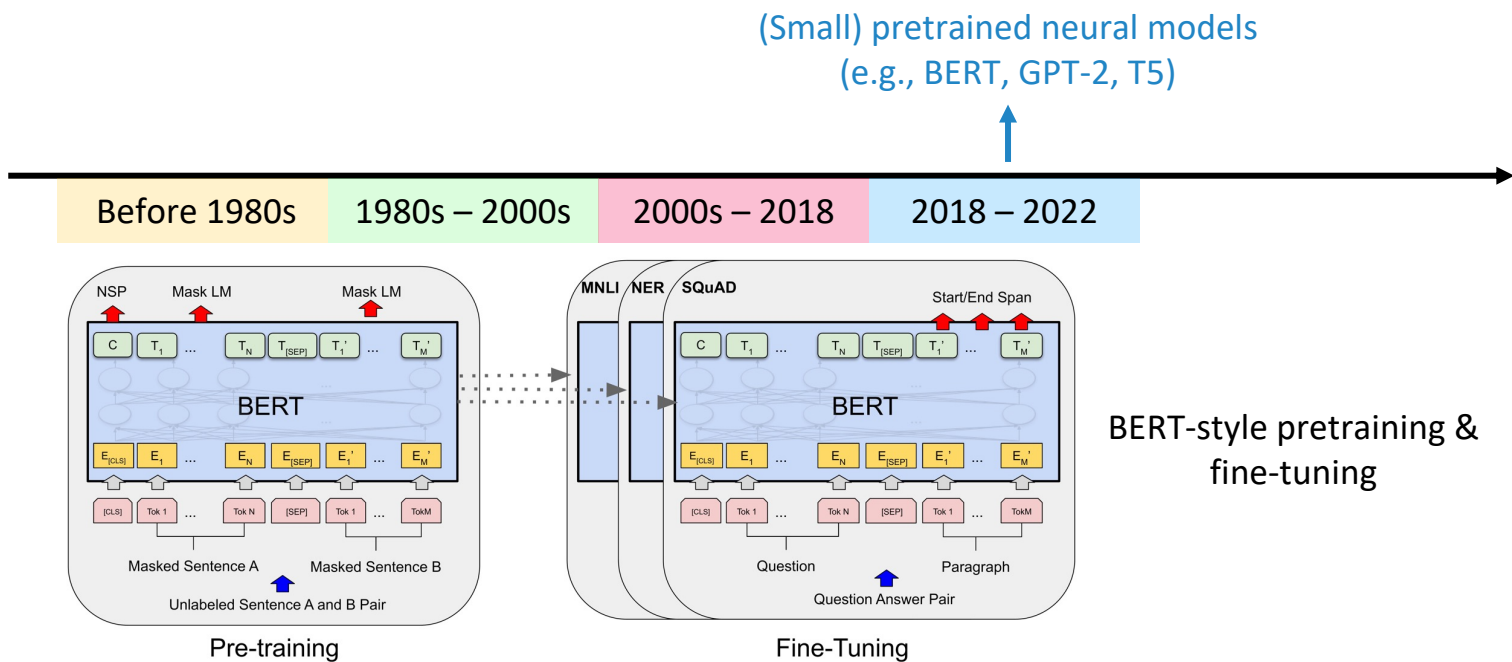 (Small) pretrained neural models
(e.g., BERT, GPT-2, T5)
Before 1980s 1980s – 2000s 2000s – 2018 2018 – 2022
NSP Mask LM Mask LM
C T1 ... TN T[SEP] T1' ... TM'
...
BERT
...
E[CLS] E1 ... EN E[SEP] E1' ... EM'
[CLS] Tok 1 ... Tok N [SEP] Tok 1 ... TokM
Masked Sentence A Masked Sentence B
Unlabeled Sentence A and B Pair
Pre-training
MNLI NER SQuAD Start/End Span
C T1 ... TN T[SEP] T1' ... TM'
...
BERT
...
E[CLS] E1 ... EN E[SEP] E1' ... EM'
[CLS] Tok 1 ... Tok N [SEP] Tok 1 ... TokM
Question Paragraph
Question Answer Pair
Fine-Tuning
BERT-style pretraining &
fine-tuning